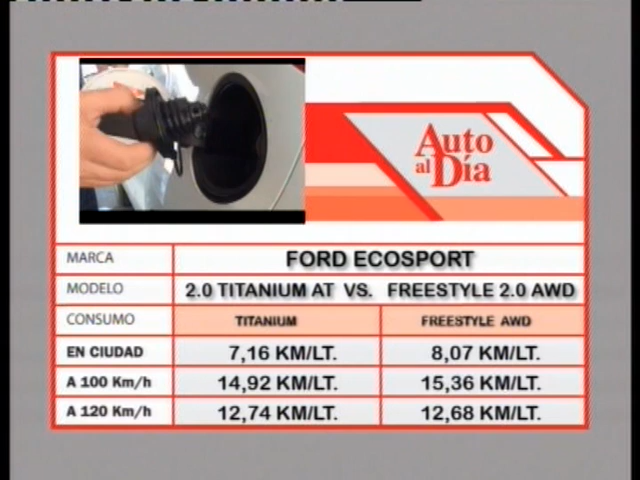 Auto
al Día
MARCA FORD ECOSPORT
MODELO 2.0 TITANIUM AT VS. FREESTYLE 2.0 AWD
CONSUMO TITANIUM FREESTYLE AWD
EN CIUDAD 7,16 KM/LT. 8,07 KM/LT.
A 100 Km/h 14,92 KM/LT. 15,36 KM/LT.
A 120 Km/h 12,74 KM/LT. 12,68 KM/LT.